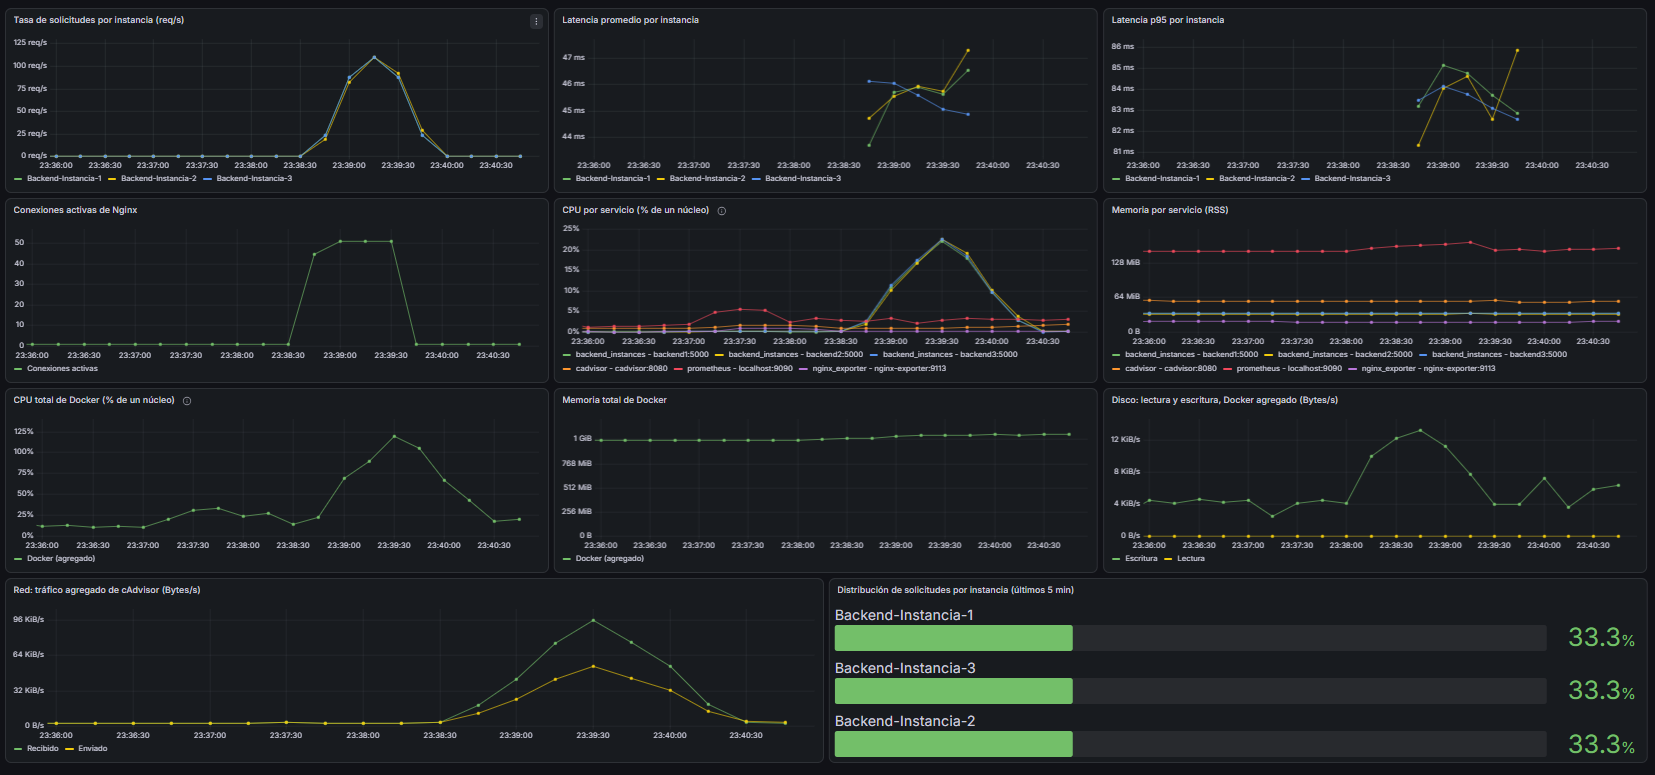 Tasa de solicitudes por instancia (req/s)
125 req/s
100 req/s
75 req/s
50 req/s
25 req/s
0 req/s
23:36:00 23:36:30 23:37:00 23:37:30 23:38:00 23:38:30 23:39:00 23:39:30 23:40:00 23:40:30
Backend-Instancia-1 Backend-Instancia-2 Backend-Instancia-3
Latencia promedio por instancia
47 ms
46 ms
45 ms
44 ms
23:36:00 23:36:30 23:37:00 23:37:30 23:38:00 23:38:30 23:39:00 23:39:30 23:40:00 23:40:30
Backend-Instancia-1 Backend-Instancia-2 Backend-Instancia-3
Latencia p95 por instancia
86 ms
85 ms
84 ms
83 ms
82 ms
81 ms
23:36:00 23:36:30 23:37:00 23:37:30 23:38:00 23:38:30 23:39:00 23:39:30 23:40:00 23:40:30
Backend-Instancia-1 Backend-Instancia-2 Backend-Instancia-3
Conexiones activas de Nginx
50
40
30
20
10
0
23:36:00 23:36:30 23:37:00 23:37:30 23:38:00 23:38:30 23:39:00 23:39:30 23:40:00 23:40:30
Conexiones activas
CPU por servicio (% de un núcleo)
25%
20%
15%
10%
5%
0%
23:36:00 23:36:30 23:37:00 23:37:30 23:38:00 23:38:30 23:39:00 23:39:30 23:40:00 23:40:30
backend_instances - backend1:5000 backend_instances - backend2:5000 backend_instances - backend3:5000
cadvisor - cadvisor:8080 prometheus - localhost:9090 nginx_exporter - nginx-exporter:9113
Memoria por servicio (RSS)
128 MiB
64 MiB
0 B
23:36:00 23:36:30 23:37:00 23:37:30 23:38:00 23:38:30 23:39:00 23:39:30 23:40:00 23:40:30
backend_instances - backend1:5000 backend_instances - backend2:5000 backend_instances - backend3:5000
cadvisor - cadvisor:8080 prometheus - localhost:9090 nginx_exporter - nginx-exporter:9113
CPU total de Docker (% de un núcleo)
125%
100%
75%
50%
25%
0%
23:36:00 23:36:30 23:37:00 23:37:30 23:38:00 23:38:30 23:39:00 23:39:30 23:40:00 23:40:30
Docker (agregado)
Memoria total de Docker
1 GiB
768 MiB
512 MiB
256 MiB
0 B
23:36:00 23:36:30 23:37:00 23:37:30 23:38:00 23:38:30 23:39:00 23:39:30 23:40:00 23:40:30
Docker (agregado)
Disco: lectura y escritura, Docker agregado (Bytes/s)
12 KiB/s
8 KiB/s
4 KiB/s
0 B/s
23:36:00 23:36:30 23:37:00 23:37:30 23:38:00 23:38:30 23:39:00 23:39:30 23:40:00 23:40:30
Escritura Lectura
Red: tráfico agregado de cAdvisor (Bytes/s)
96 KiB/s
64 KiB/s
32 KiB/s
0 B/s
23:36:00 23:36:30 23:37:00 23:37:30 23:38:00 23:38:30 23:39:00 23:39:30 23:40:00 23:40:30
Recibido Enviado
Distribución de solicitudes por instancia (últimos 5 min)
Backend-Instancia-1
33.3%
Backend-Instancia-3
33.3%
Backend-Instancia-2
33.3%